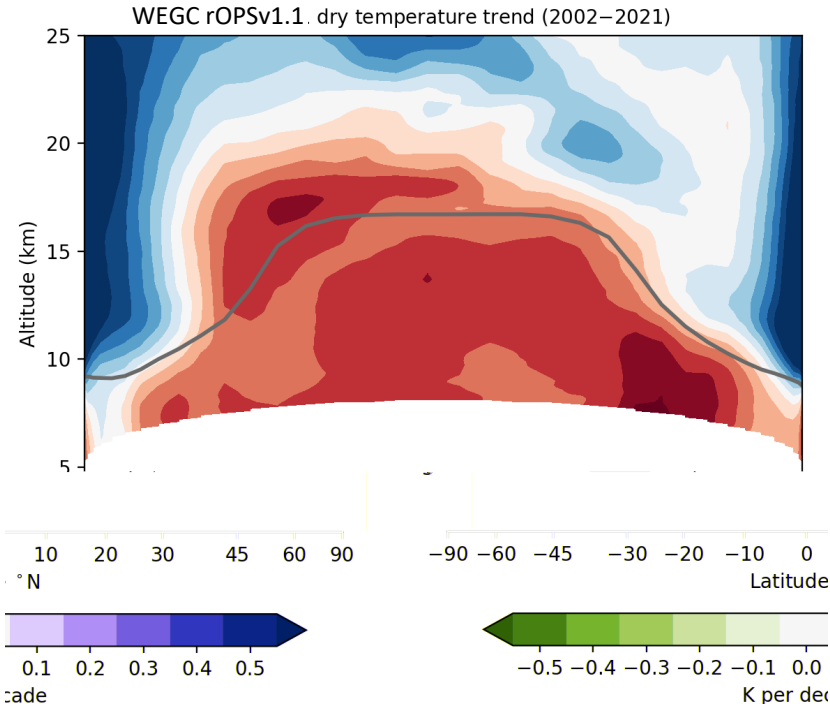 WEGC rOPSv1.1. dry temperature trend (2002−2021)
25
20
15
10
5
Altitude (km)
10 20 30 45 60 90 −90 −60 −45 −30 −20 −10 0
°N Latitude
0.1 0.2 0.3 0.4 0.5 −0.5 −0.4 −0.3 −0.2 −0.1 0.0
cade K per dec